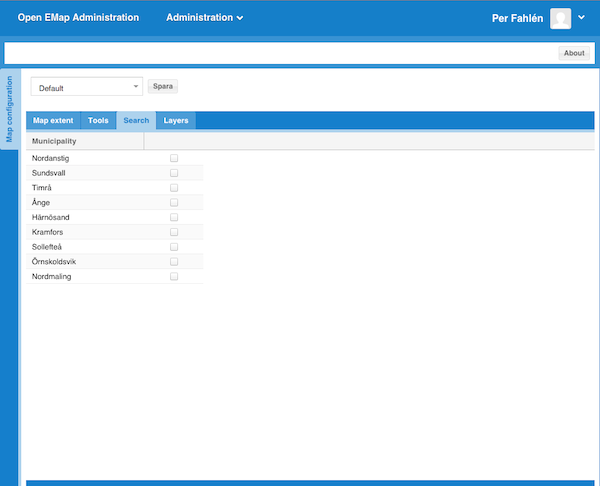 Open EMap Administration Administration Per Fahlén
About
Map configuration
Default Spara
Map extent Tools Search Layers
Municipality
Nordanstig
Sundsvall
Timrå
Ånge
Härnösand
Kramfors
Sollefteå
Örnskoldsvik
Nordmaling